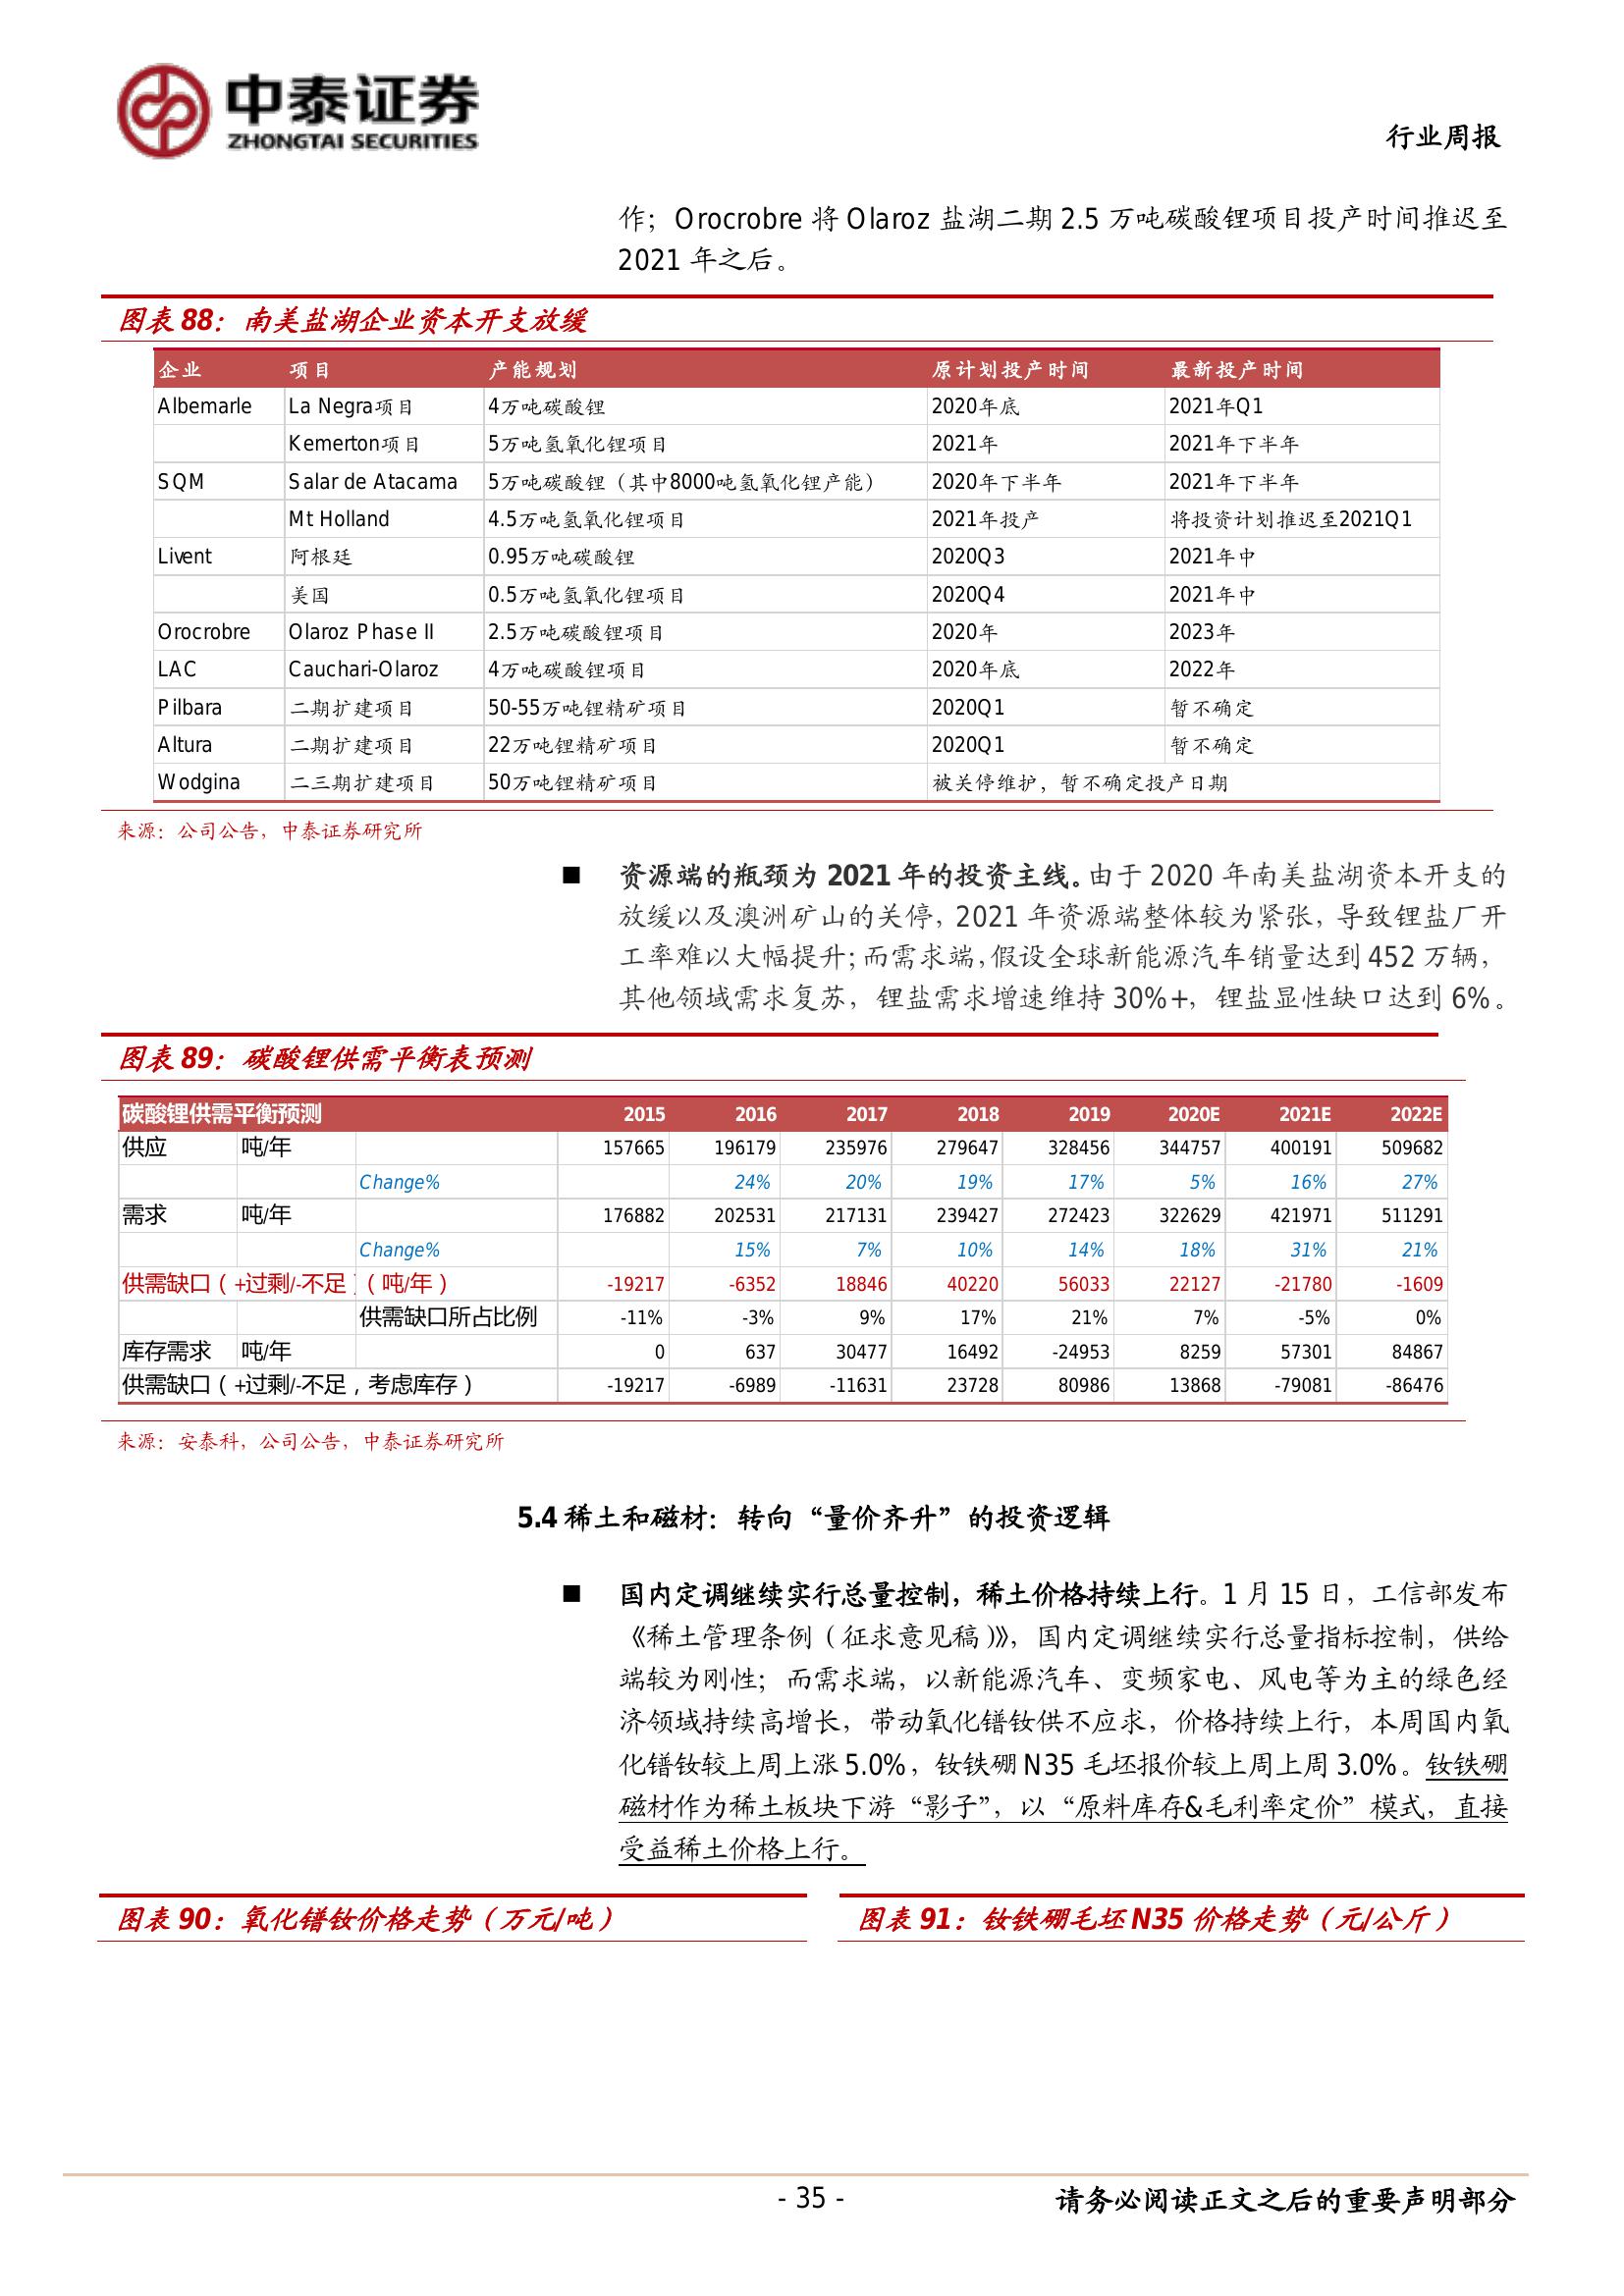 中泰证券
ZHONGTAI SECURITIES
行业周报
作；Orocrobre 将 Olaroz 盐湖二期 2.5 万吨碳酸锂项目投产时间推迟至
2021 年之后。
图表 88：南美盐湖企业资本开支放缓
企业 项目 产能规划 原计划投产时间 最新投产时间
Albemarle La Negra项目 4万吨碳酸锂 2020年底 2021年Q1
Kemerton项目 5万吨氢氧化锂项目 2021年 2021年下半年
SQM Salar de Atacama 5万吨碳酸锂（其中8000吨氢氧化锂产能） 2020年下半年 2021年下半年
Mt Holland 4.5万吨氢氧化锂项目 2021年投产 将投资计划推迟至2021Q1
Livent 阿根廷 0.95万吨碳酸锂 2020Q3 2021年中
美国 0.5万吨氢氧化锂项目 2020Q4 2021年中
Orocrobre Olaroz Phase II 2.5万吨碳酸锂项目 2020年 2023年
LAC Cauchari-Olaroz 4万吨碳酸锂项目 2020年底 2022年
Pilbara 二期扩建项目 50-55万吨锂精矿项目 2020Q1 暂不确定
Altura 二期扩建项目 22万吨锂精矿项目 2020Q1 暂不确定
Wodgina 二三期扩建项目 50万吨锂精矿项目 被关停维护，暂不确定投产日期
来源：公司公告，中泰证券研究所
■ 资源端的瓶颈为 2021 年的投资主线。由于 2020 年南美盐湖资本开支的
放缓以及澳洲矿山的关停，2021 年资源端整体较为紧张，导致锂盐厂开
工率难以大幅提升；而需求端，假设全球新能源汽车销量达到 452 万辆，
其他领域需求复苏，锂盐需求增速维持 30%+，锂盐显性缺口达到 6%。
图表 89：碳酸锂供需平衡表预测
碳酸锂供需平衡预测 2015 2016 2017 2018 2019 2020E 2021E 2022E
供应 吨/年 157665 196179 235976 279647 328456 344757 400191 509682
Change% 24% 20% 19% 17% 5% 16% 27%
需求 吨/年 176882 202531 217131 239427 272423 322629 421971 511291
Change% 15% 7% 10% 14% 18% 31% 21%
供需缺口（+过剩/-不足）（吨/年） -19217 -6352 18846 40220 56033 22127 -21780 -1609
供需缺口所占比例 -11% -3% 9% 17% 21% 7% -5% 0%
库存需求 吨/年 0 637 30477 16492 -24953 8259 57301 84867
供需缺口（+过剩/-不足，考虑库存） -19217 -6989 -11631 23728 80986 13868 -79081 -86476
来源：安泰科，公司公告，中泰证券研究所
5.4 稀土和磁材：转向“量价齐升”的投资逻辑
■ 国内定调继续实行总量控制，稀土价格持续上行。1 月 15 日，工信部发布
《稀土管理条例（征求意见稿）》，国内定调继续实行总量指标控制，供给
端较为刚性；而需求端，以新能源汽车、变频家电、风电等为主的绿色经
济领域持续高增长，带动氧化镨钕供不应求，价格持续上行，本周国内氧
化镨钕较上周上涨 5.0%，钕铁硼 N35 毛坯报价较上周上周 3.0%。钕铁硼
磁材作为稀土板块下游“影子”，以“原料库存&毛利率定价”模式，直接
受益稀土价格上行。
图表 90：氧化镨钕价格走势（万元/吨）
图表 91：钕铁硼毛坯 N35 价格走势（元/公斤）
- 35 -
请务必阅读正文之后的重要声明部分